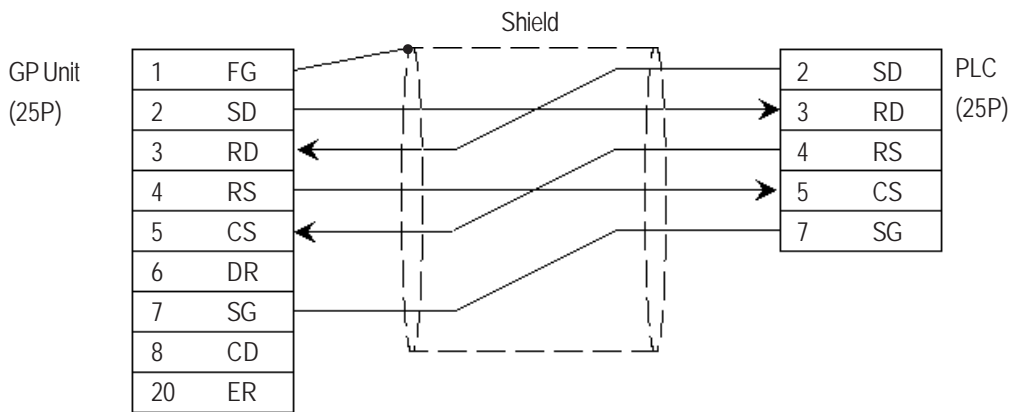 Shield
GP Unit
(25P)
1 FG
2 SD
3 RD
4 RS
5 CS
6 DR
7 SG
8 CD
20 ER
2 SD
3 RD
4 RS
5 CS
7 SG
PLC
(25P)